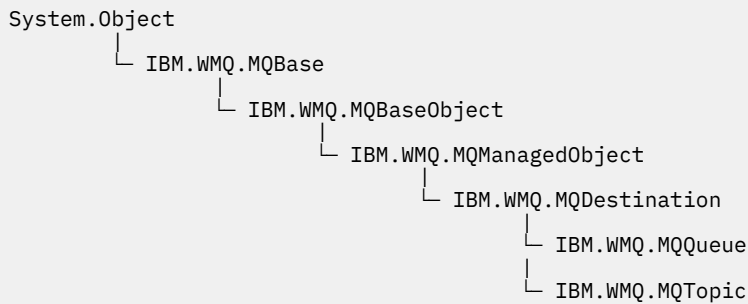 System.Object
IBM.WMQ.MQBase
IBM.WMQ.MQBaseObject
IBM.WMQ.MQManagedObject
IBM.WMQ.MQDestination
IBM.WMQ.MQQueue
IBM.WMQ.MQTopic